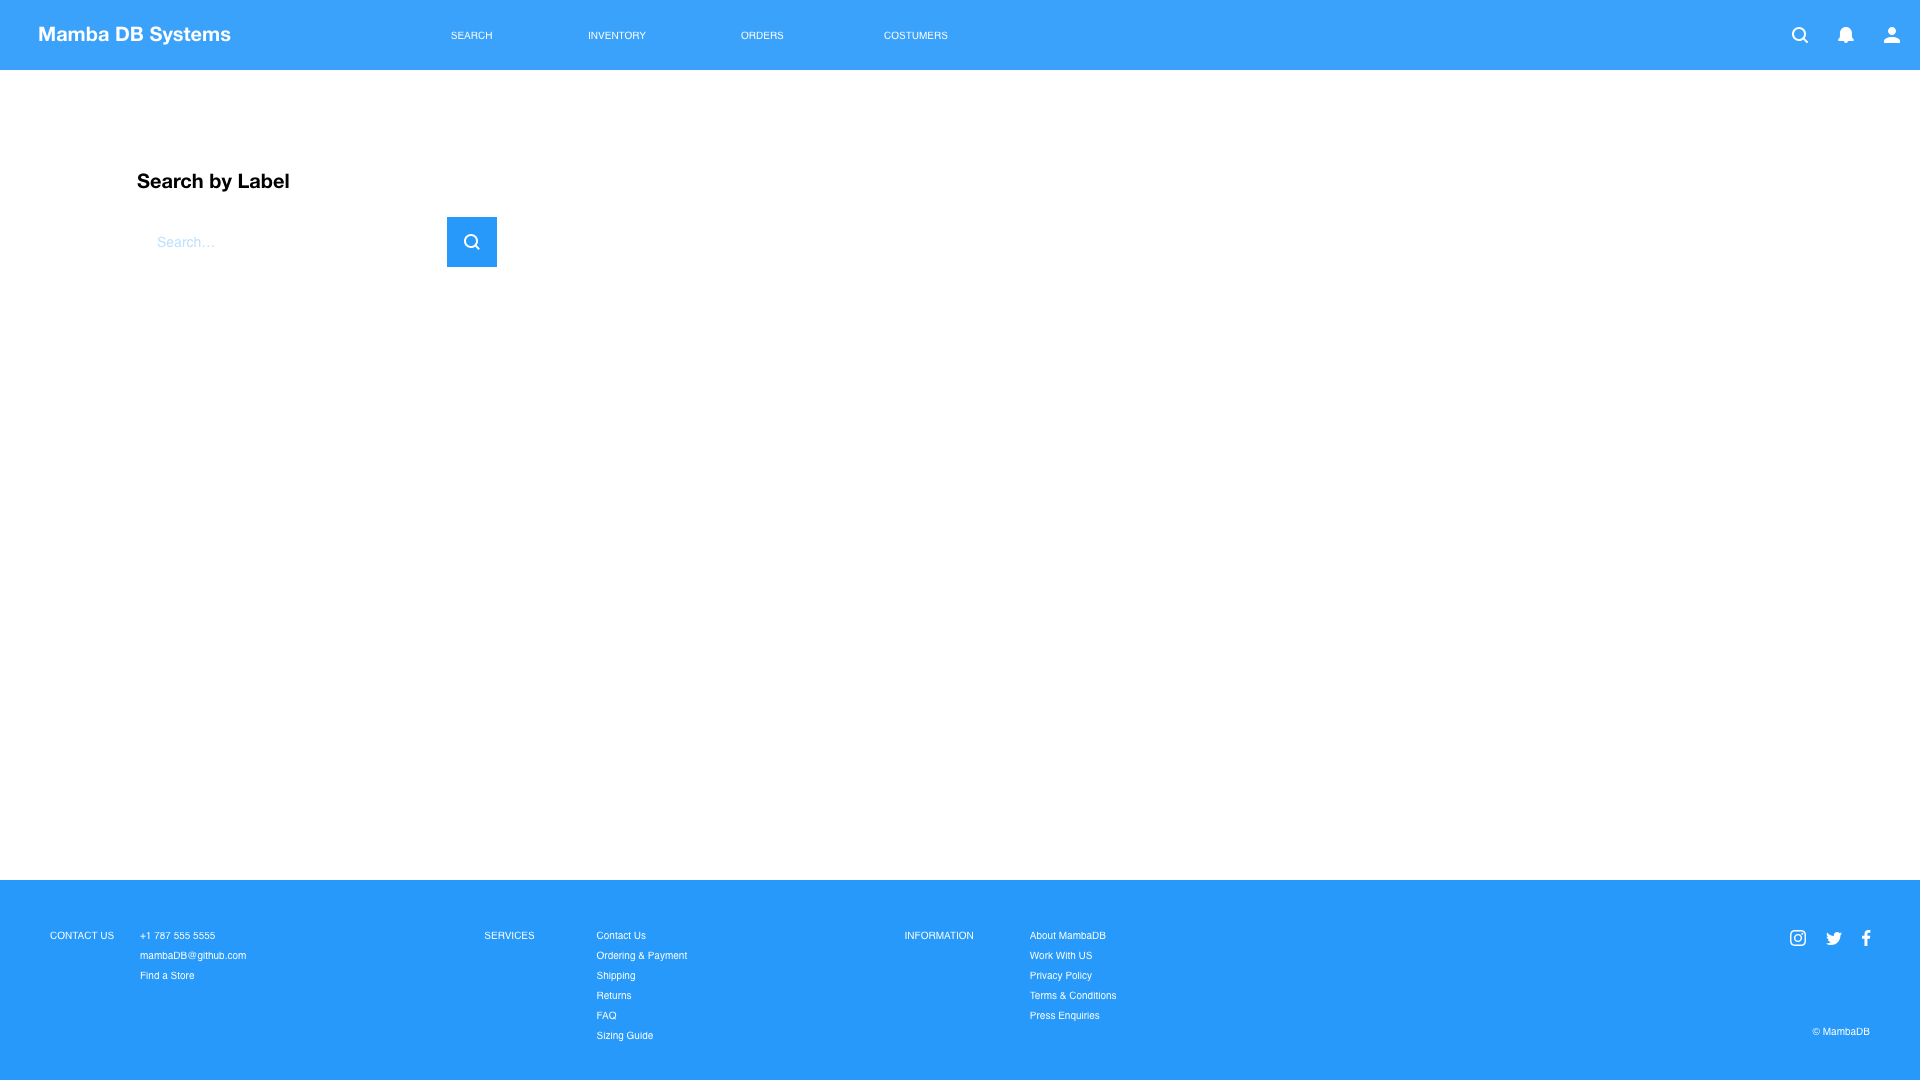 Mamba DB Systems
SEARCH
INVENTORY
ORDERS
COSTUMERS
Search by Label
Search...
CONTACT US
+1 787 555 5555
mambaDB@github.com
Find a Store
SERVICES
Contact Us
Ordering & Payment
Shipping
Returns
FAQ
Sizing Guide
INFORMATION
About MambaDB
Work With US
Privacy Policy
Terms & Conditions
Press Enquiries
© MambaDB